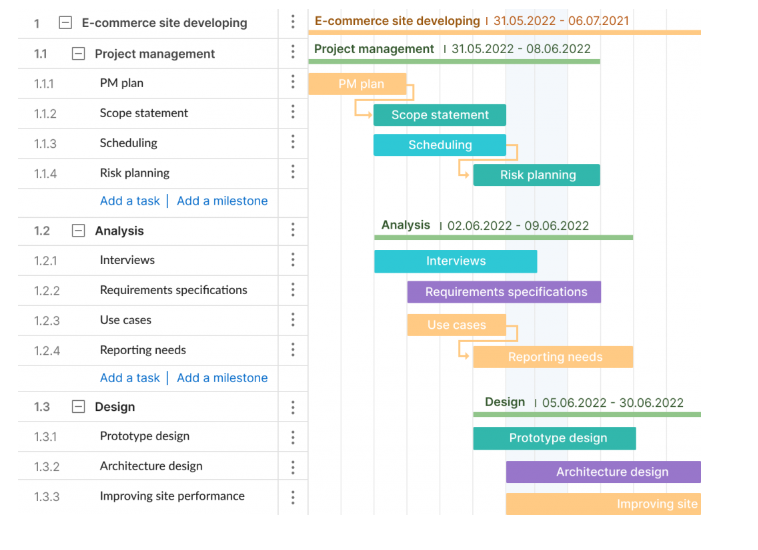 1 E-commerce site developing E-commerce site developing | 31.05.2022 - 06.07.2021
1.1 Project management Project management | 31.05.2022 - 08.06.2022
1.1.1 PM plan PM plan
1.1.2 Scope statement Scope statement
1.1.3 Scheduling Scheduling
1.1.4 Risk planning Risk planning
Add a task | Add a milestone
1.2 Analysis Analysis | 02.06.2022 - 09.06.2022
1.2.1 Interviews Interviews
1.2.2 Requirements specifications Requirements specifications
1.2.3 Use cases Use cases
1.2.4 Reporting needs Reporting needs
Add a task | Add a milestone
1.3 Design Design | 05.06.2022 - 30.06.2022
1.3.1 Prototype design Prototype design
1.3.2 Architecture design Architecture design
1.3.3 Improving site performance Improving site